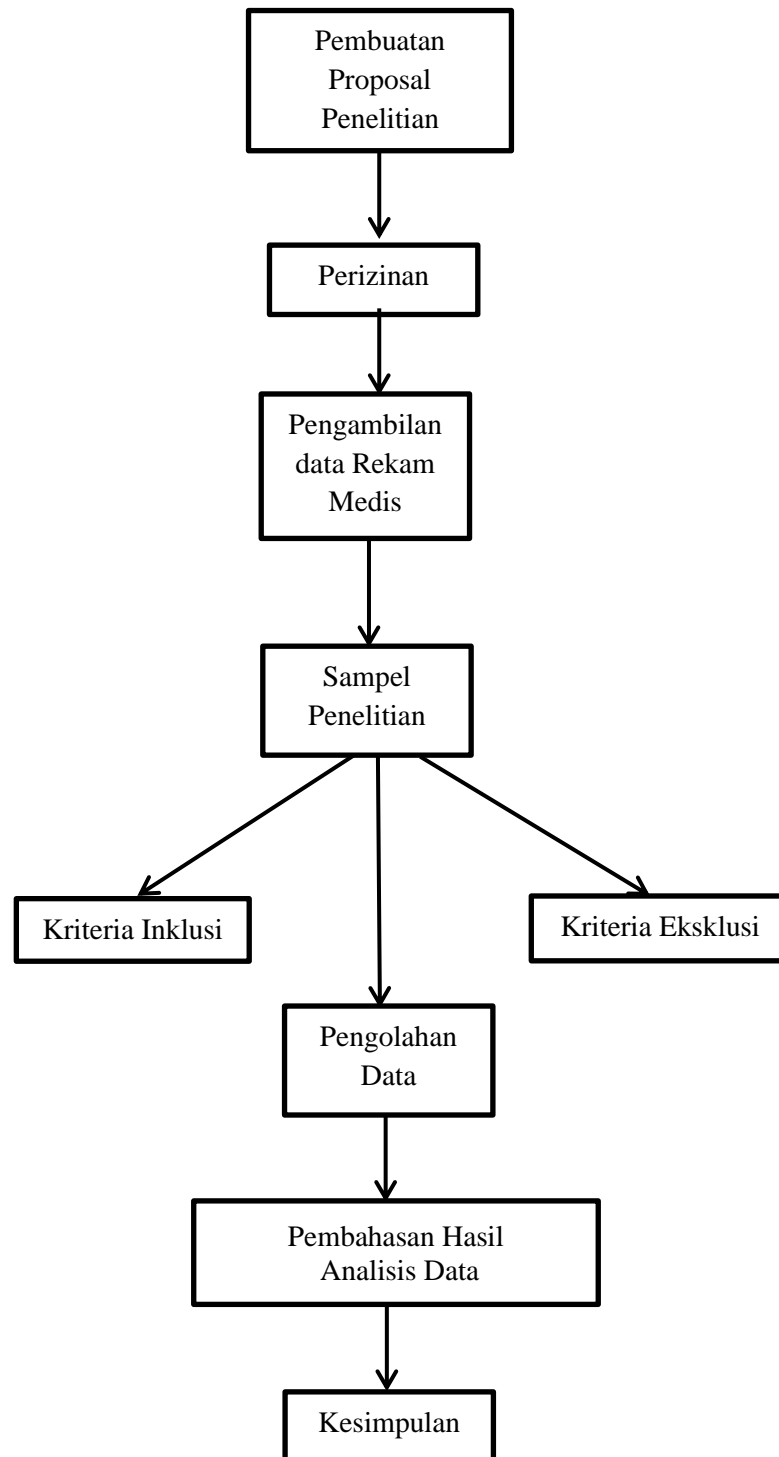 Pembuatan
Proposal
Penelitian
Perizinan
Pengambilan
data Rekam
Medis
Sampel
Penelitian
Kriteria Inklusi
Kriteria Eksklusi
Pengolahan
Data
Pembahasan Hasil
Analisis Data
Kesimpulan